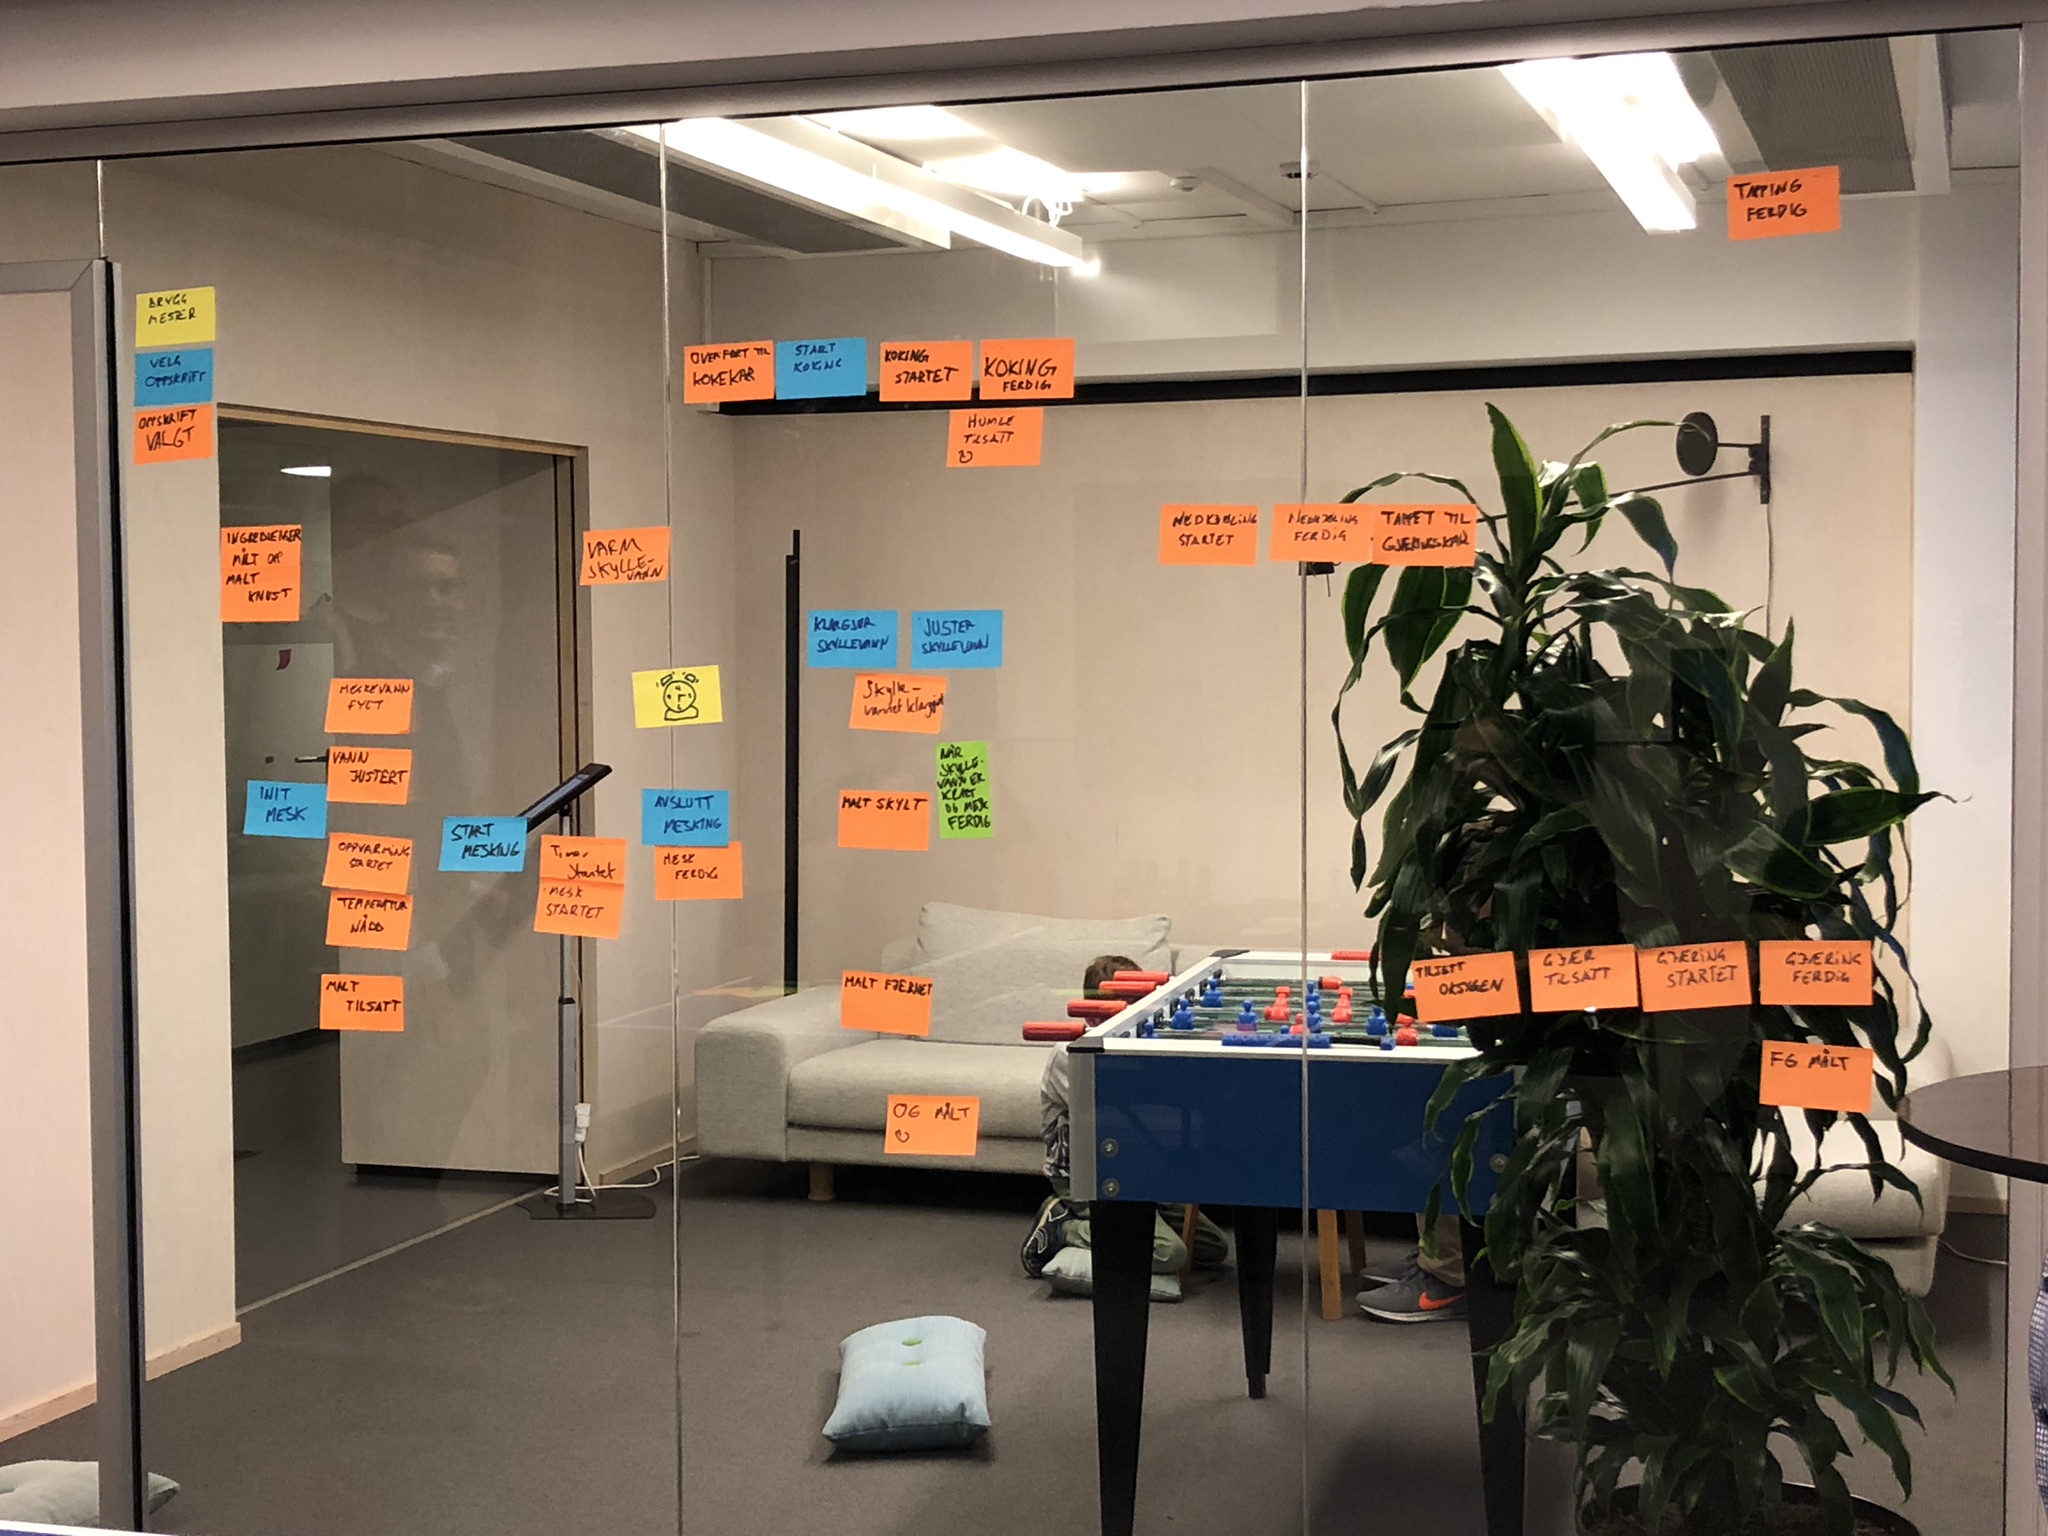 BRYGG
MESTER
VELG
OPPSKRIFT
OPPSKRIFT
VALGT
INGREDIENSER
MÅLT OPP
MALT
KNUST
MESKEVANN
FYLT
VANN
JUSTERT
INIT
MESK
OPPVARMING
STARTET
TEMPERATUR
NÅDD
MALT
TILSATT
START
MESKING
Timer
startet
MESK
STARTET
VARM
SKYLLE-
VANN
AVSLUTT
MESKING
MESK
FERDIG
OVERFØRT TIL
KOKEKAR
START
KOKING
KOKING
STARTET
KOKING
FERDIG
HUMLE
TILSATT
KLARGJØR
SKYLLEVANN
JUSTER
SKYLLEVANN
Skylle-
vannet klargjort
NÅR
SKYLLE-
VANN ER
KLART
OG MESK
FERDIG
MALT SKYLT
MALT FJERNET
OG MÅLT
NEDKJØLING
STARTET
NEDKJØLING
FERDIG
TAPPET TIL
GJÆRINGSKAR
TILSATT
OKSYGEN
GJÆR
TILSATT
GJÆRING
STARTET
GJÆRING
FERDIG
FG MÅLT
TAPPING
FERDIG